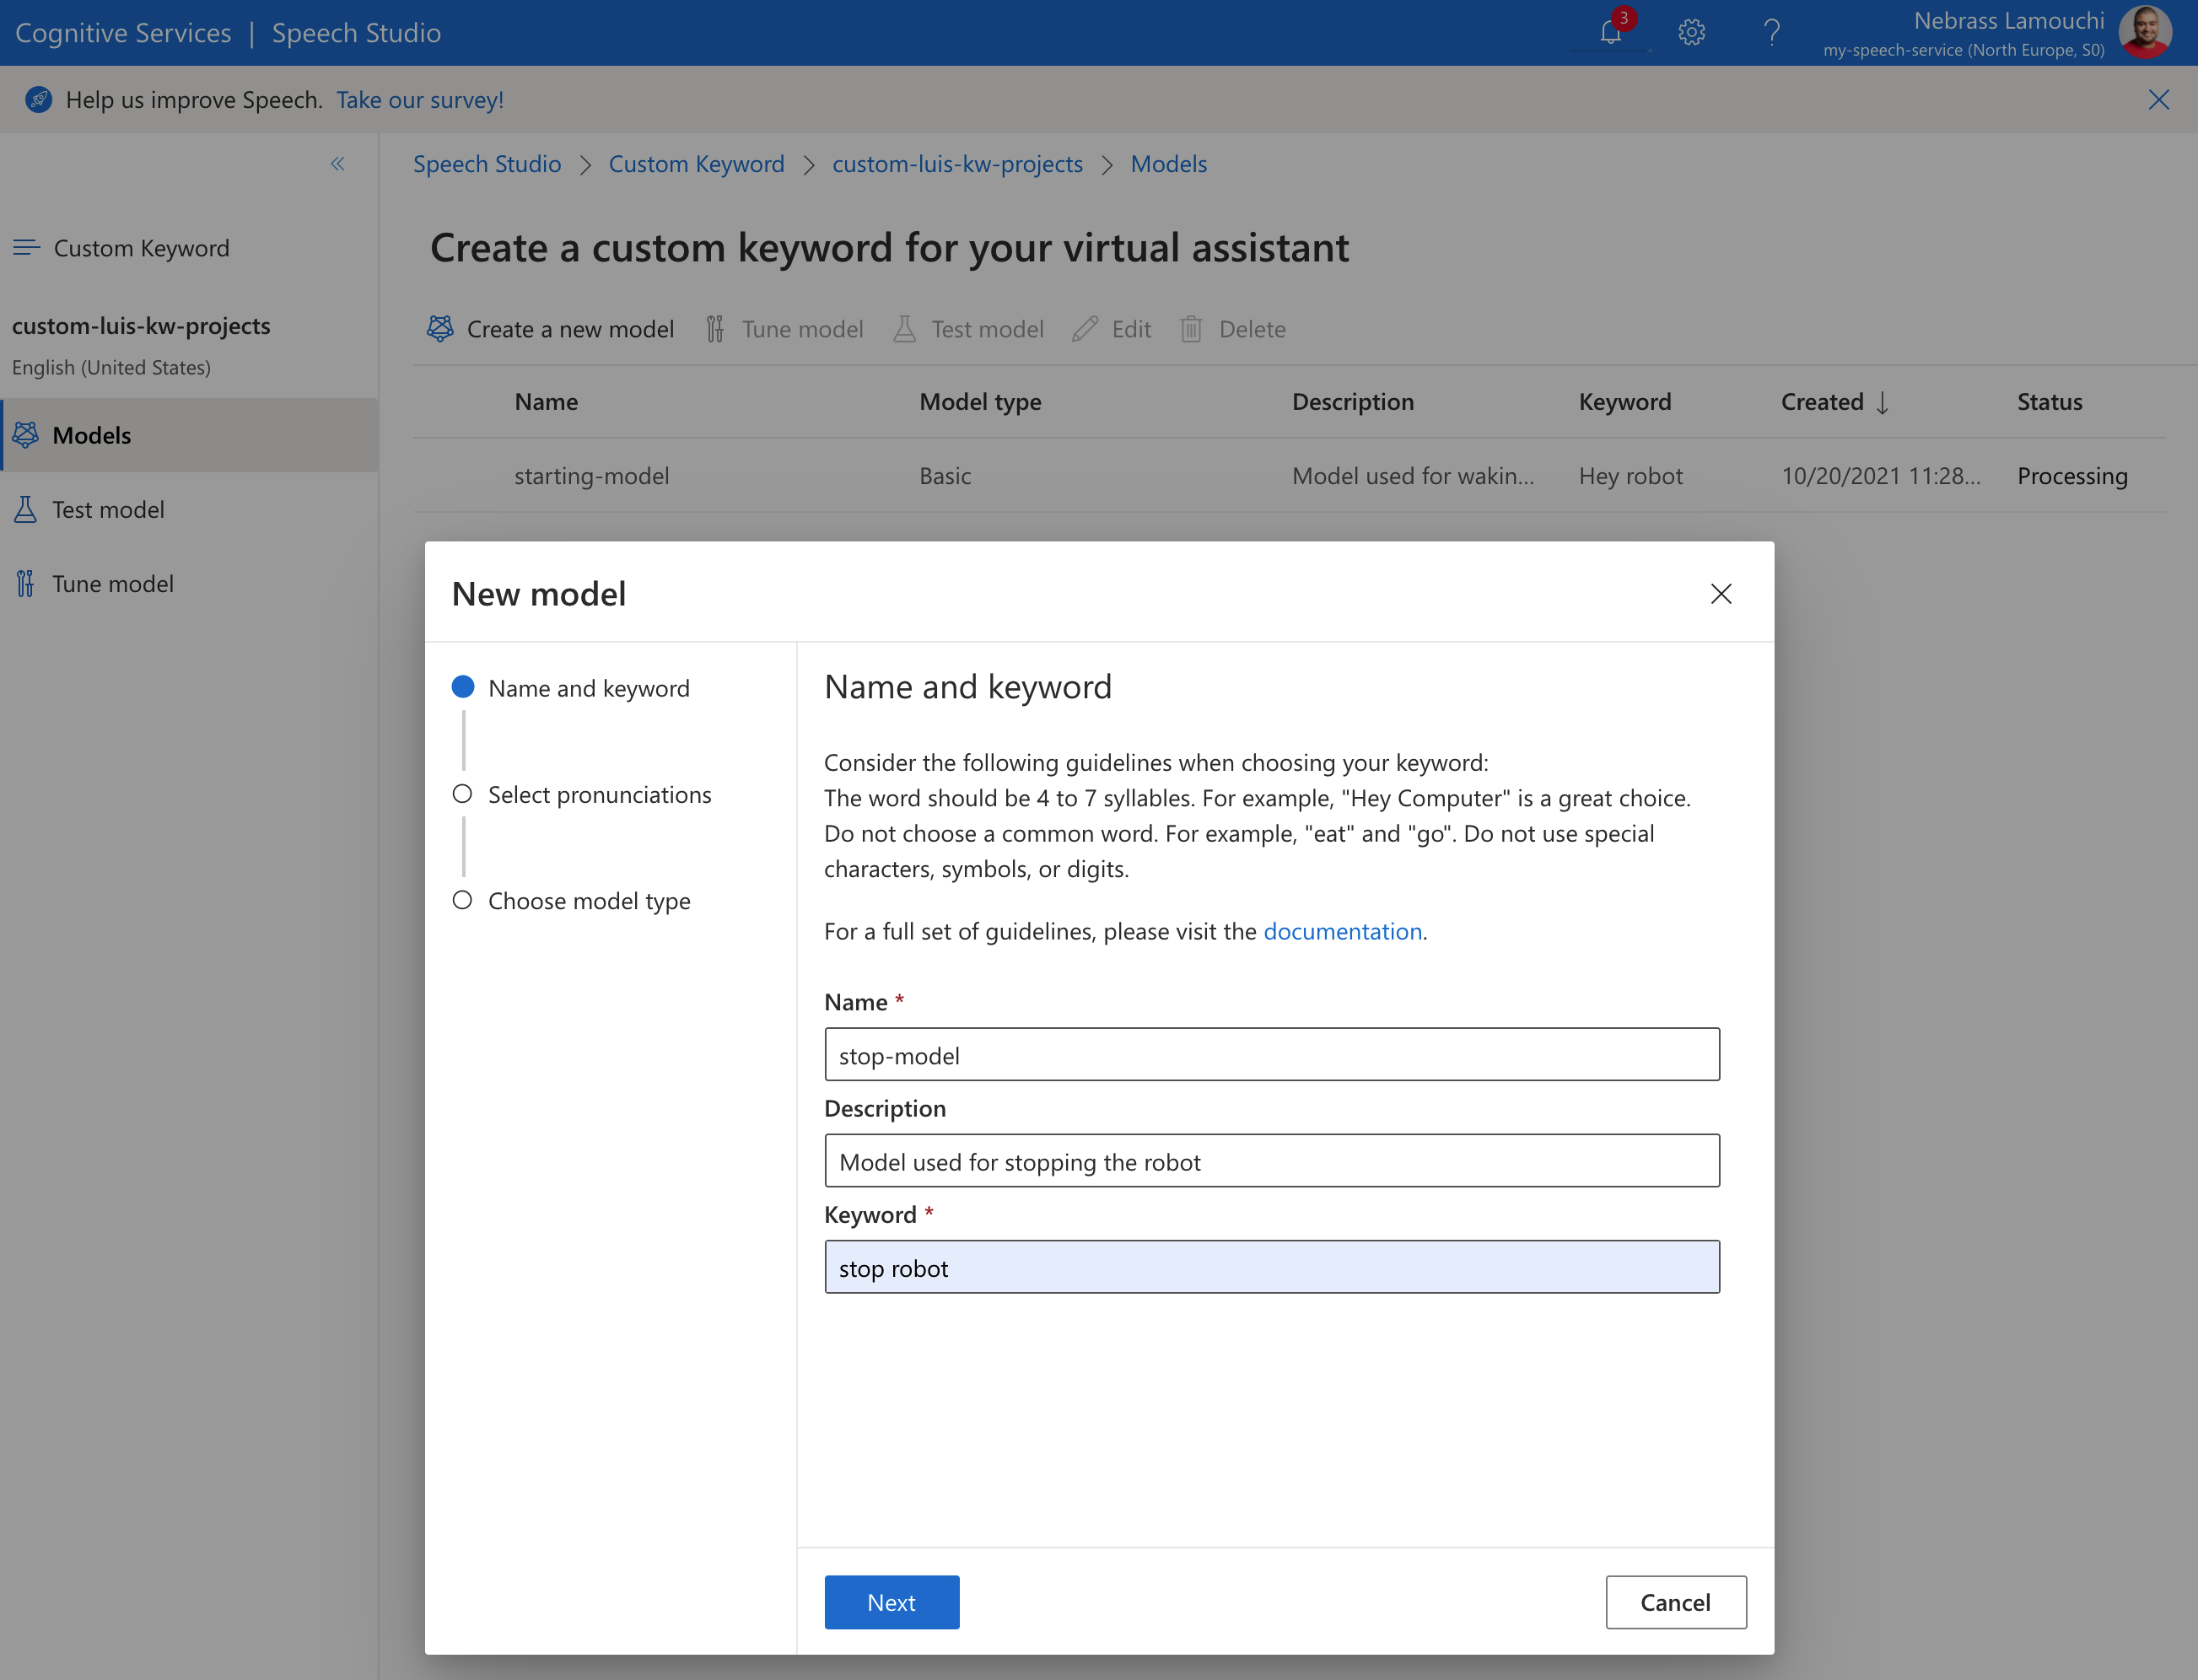 Cognitive Services | Speech Studio
3
Nebrass Lamouchi
my-speech-service (North Europe, S0)
Help us improve Speech. Take our survey!
Speech Studio > Custom Keyword > custom-luis-kw-projects > Models
Custom Keyword
custom-luis-kw-projects
English (United States)
Models
Test model
Tune model
Create a custom keyword for your virtual assistant
Create a new model Tune model Test model Edit Delete
Name Model type Description Keyword Created ↓ Status
starting-model Basic Model used for wakin... Hey robot 10/20/2021 11:28... Processing
New model
Name and keyword
Select pronunciations
Choose model type
Name and keyword
Consider the following guidelines when choosing your keyword:
The word should be 4 to 7 syllables. For example, "Hey Computer" is a great choice.
Do not choose a common word. For example, "eat" and "go". Do not use special
characters, symbols, or digits.
For a full set of guidelines, please visit the documentation.
Name *
stop-model
Description
Model used for stopping the robot
Keyword *
stop robot
Next
Cancel